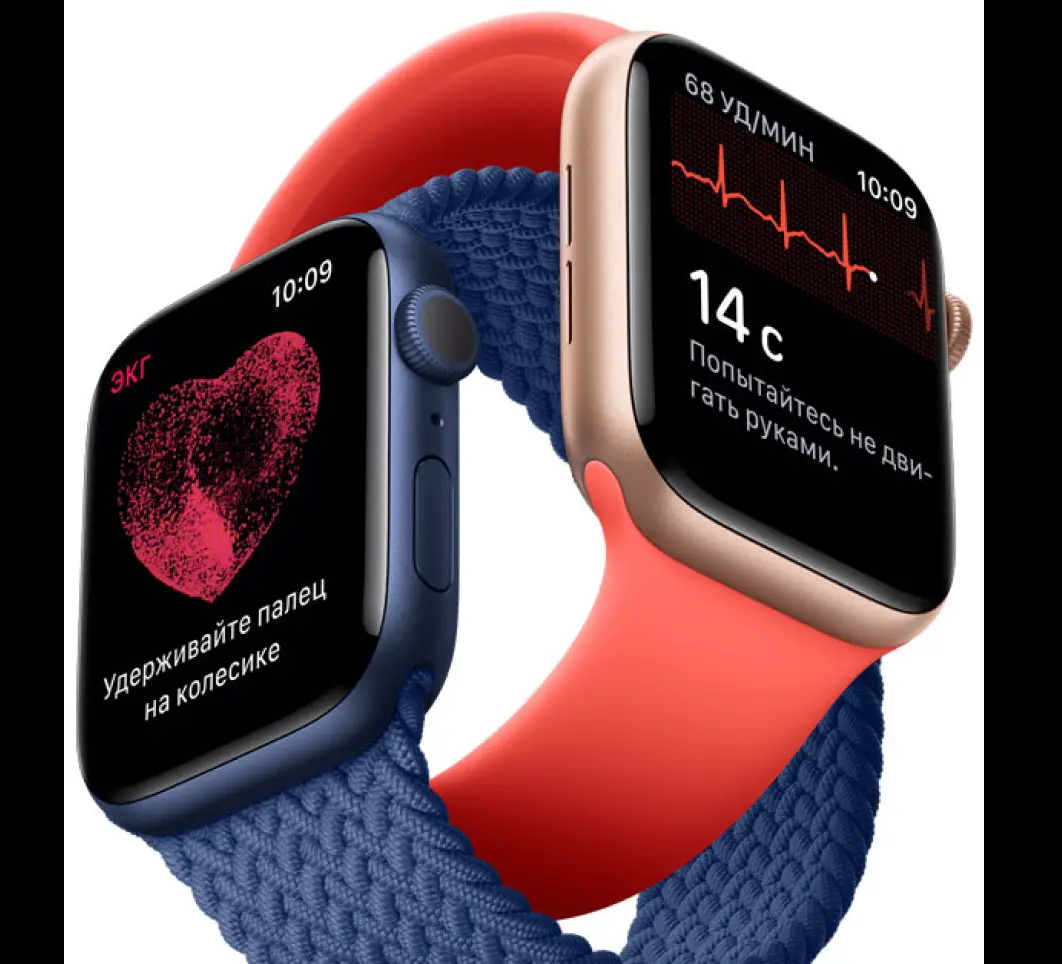 10:09
ЭКГ
Удерживайте палец
на колесике
68 УД/МИН
10:09
14 с
Попытайтесь не дви-
гать руками.